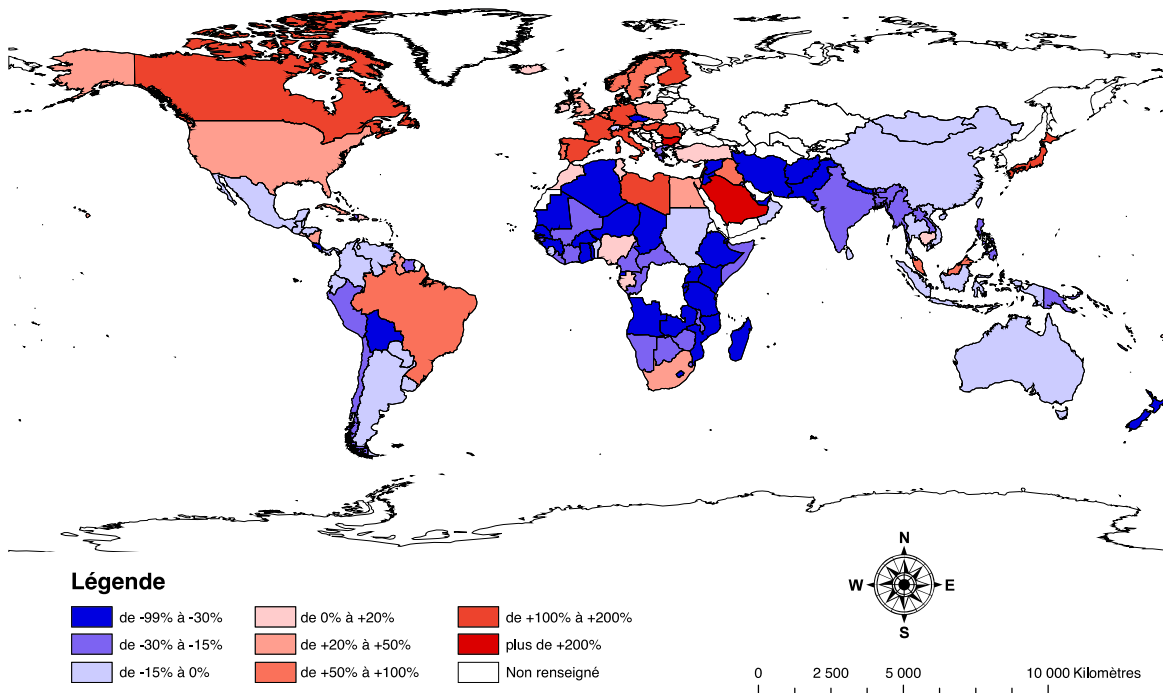 N
W E
S
Légende
de -99% à -30%
de -30% à -15%
de -15% à 0%
de 0% à +20%
de +20% à +50%
de +50% à +100%
de +100% à +200%
plus de +200%
Non renseigné
0 2 500 5 000 10 000 Kilomètres